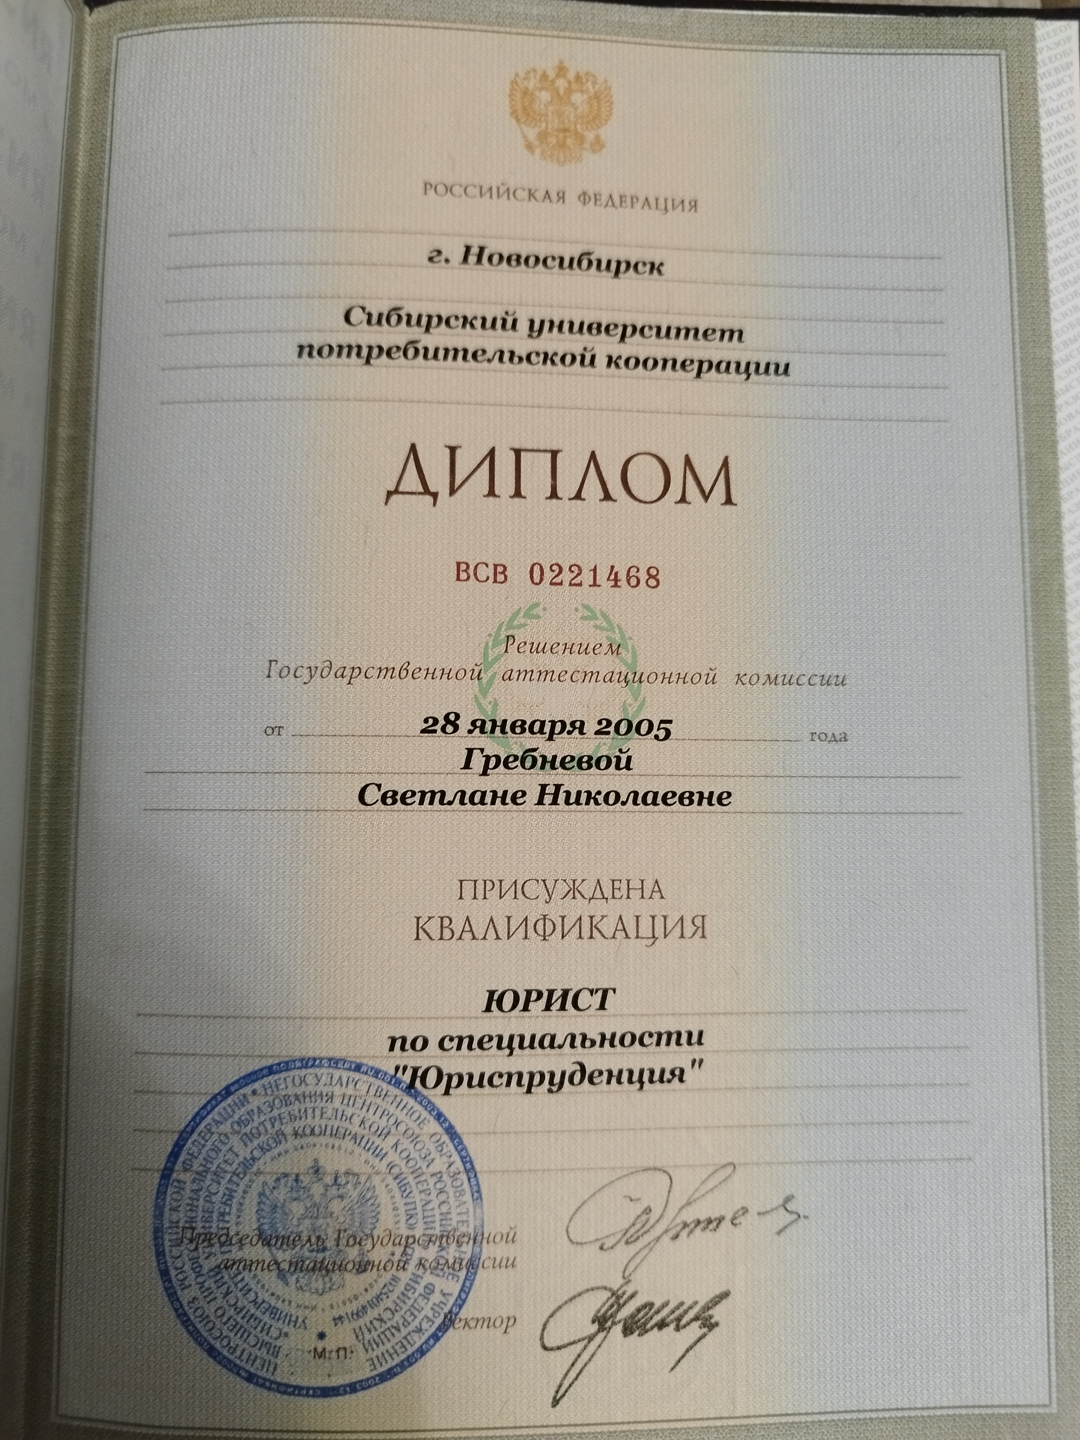 РОССИЙСКАЯ ФЕДЕРАЦИЯ
г. Новосибирск
Сибирский университет
потребительской кооперации
ДИПЛОМ
ВСВ 0221468
Решением
Государственной аттестационной комиссии
от 28 января 2005 года
Гребневой
Светлане Николаевне
ПРИСУЖДЕНА
КВАЛИФИКАЦИЯ
ЮРИСТ
по специальности
"Юриспруденция"
Председатель Государственной
аттестационной комиссии
Ректор
М.П.